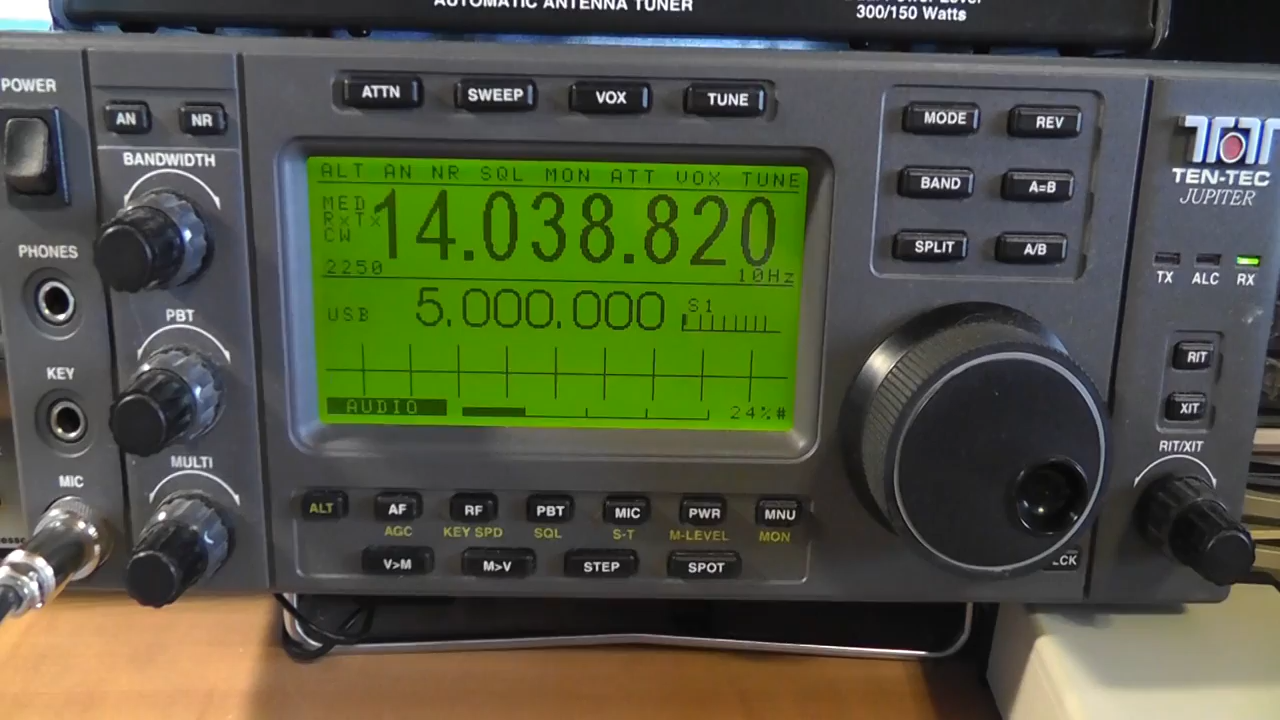 AUTOMATIC ANTENNA TUNER
300/150 Watts
POWER
AN
NR
BANDWIDTH
PHONES
PBT
KEY
MULTI
MIC
ATTN
SWEEP
VOX
TUNE
ALT AN NR SQL MON ATT VOX TUNE
MED
RxTx
CW
14.038.820
2250
10Hz
USB
5.000.000
S1
AUDIO
24%#
ALT
AF
RF
PBT
MIC
PWR
MNU
AGC
KEY SPD
SQL
S-T
M-LEVEL
MON
V>M
M>V
STEP
SPOT
MODE
REV
BAND
A=B
SPLIT
A/B
TEN-TEC
JUPITER
TX
ALC
RX
RIT
XIT
RIT/XIT